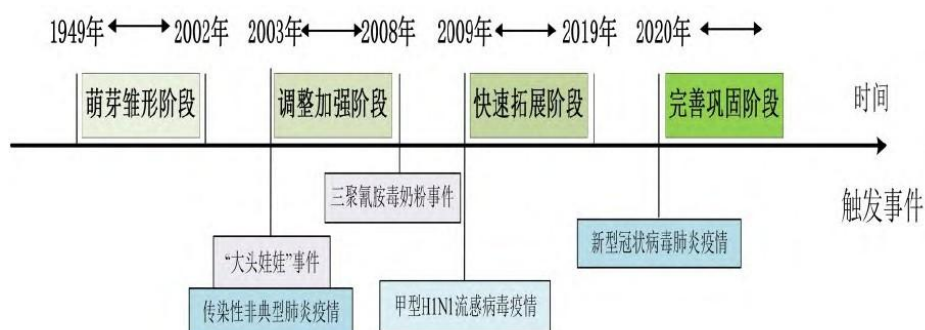 1949年 2002年 2003年 2008年 2009年 2019年 2020年
萌芽雏形阶段 调整加强阶段 快速拓展阶段 完善巩固阶段 时间
三聚氰胺毒奶粉事件
触发事件
新型冠状病毒肺炎疫情
“大头娃娃”事件
传染性非典型肺炎疫情 甲型H1N1流感病毒疫情